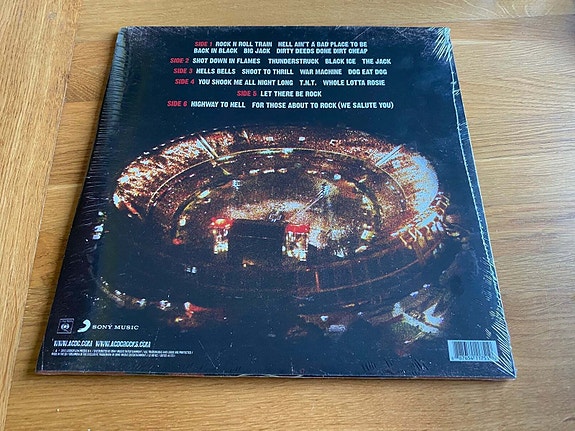 SIDE 1 ROCK N ROLL TRAIN HELL AIN'T A BAD PLACE TO BE
BACK IN BLACK BIG JACK DIRTY DEEDS DONE DIRT CHEAP
SIDE 2 SHOT DOWN IN FLAMES THUNDERSTRUCK BLACK ICE THE JACK
SIDE 3 HELLS BELLS SHOOT TO THRILL WAR MACHINE DOG EAT DOG
SIDE 4 YOU SHOOK ME ALL NIGHT LONG T.N.T. WHOLE LOTTA ROSIE
SIDE 5 LET THERE BE ROCK
SIDE 6 HIGHWAY TO HELL FOR THOSE ABOUT TO ROCK (WE SALUTE YOU)
SONY MUSIC
WWW.ACDC.COM WWW.ACDCROCKS.COM